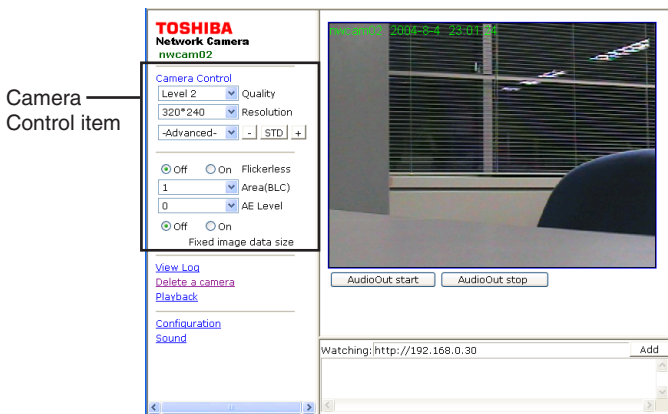 Camera
Control item
TOSHIBA
Network Camera
nwcam02
Camera Control
Level 2 Quality
320*240 Resolution
-Advanced- - STD +
Off On Flickerless
1 Area(BLC)
0 AE Level
Off On
Fixed image data size
View Log
Delete a camera
Playback
Configuration
Sound
nwcam02 2004-8-4 23:01:24
AudioOut start AudioOut stop
Watching: http://192.168.0.30 Add